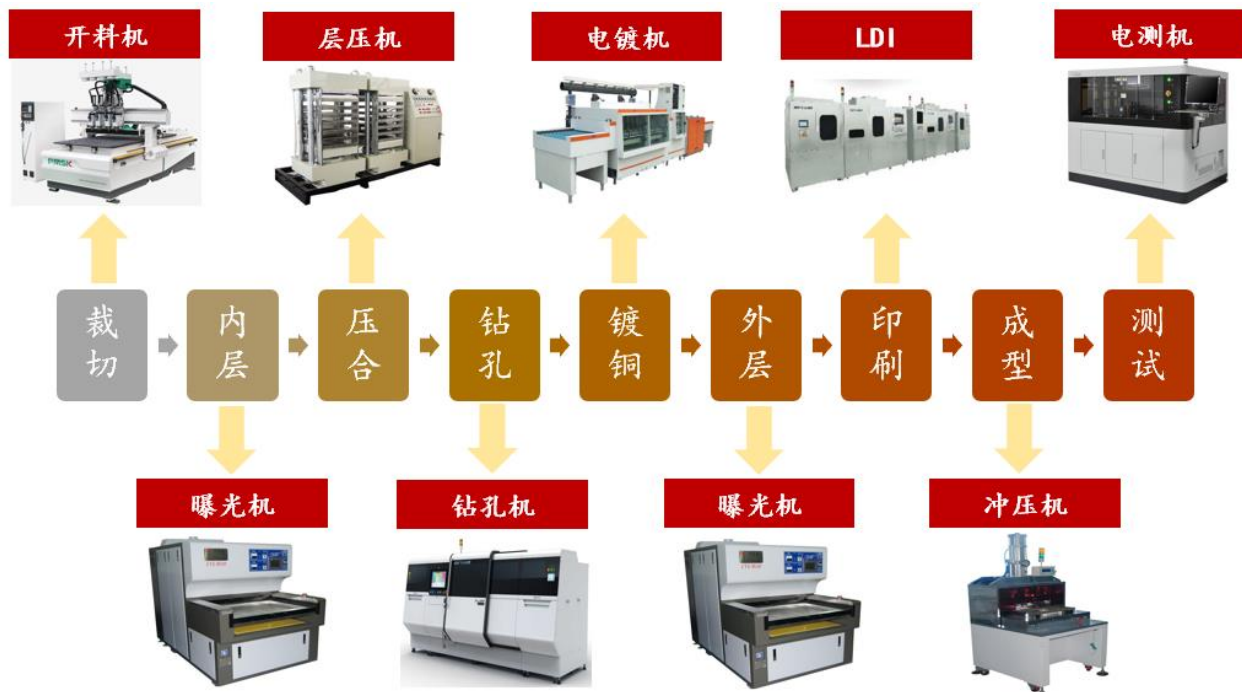 开料机
层压机
电镀机
LDI
电测机
裁切
内层
压合
钻孔
镀铜
外层
印刷
成型
测试
曝光机
钻孔机
曝光机
冲压机